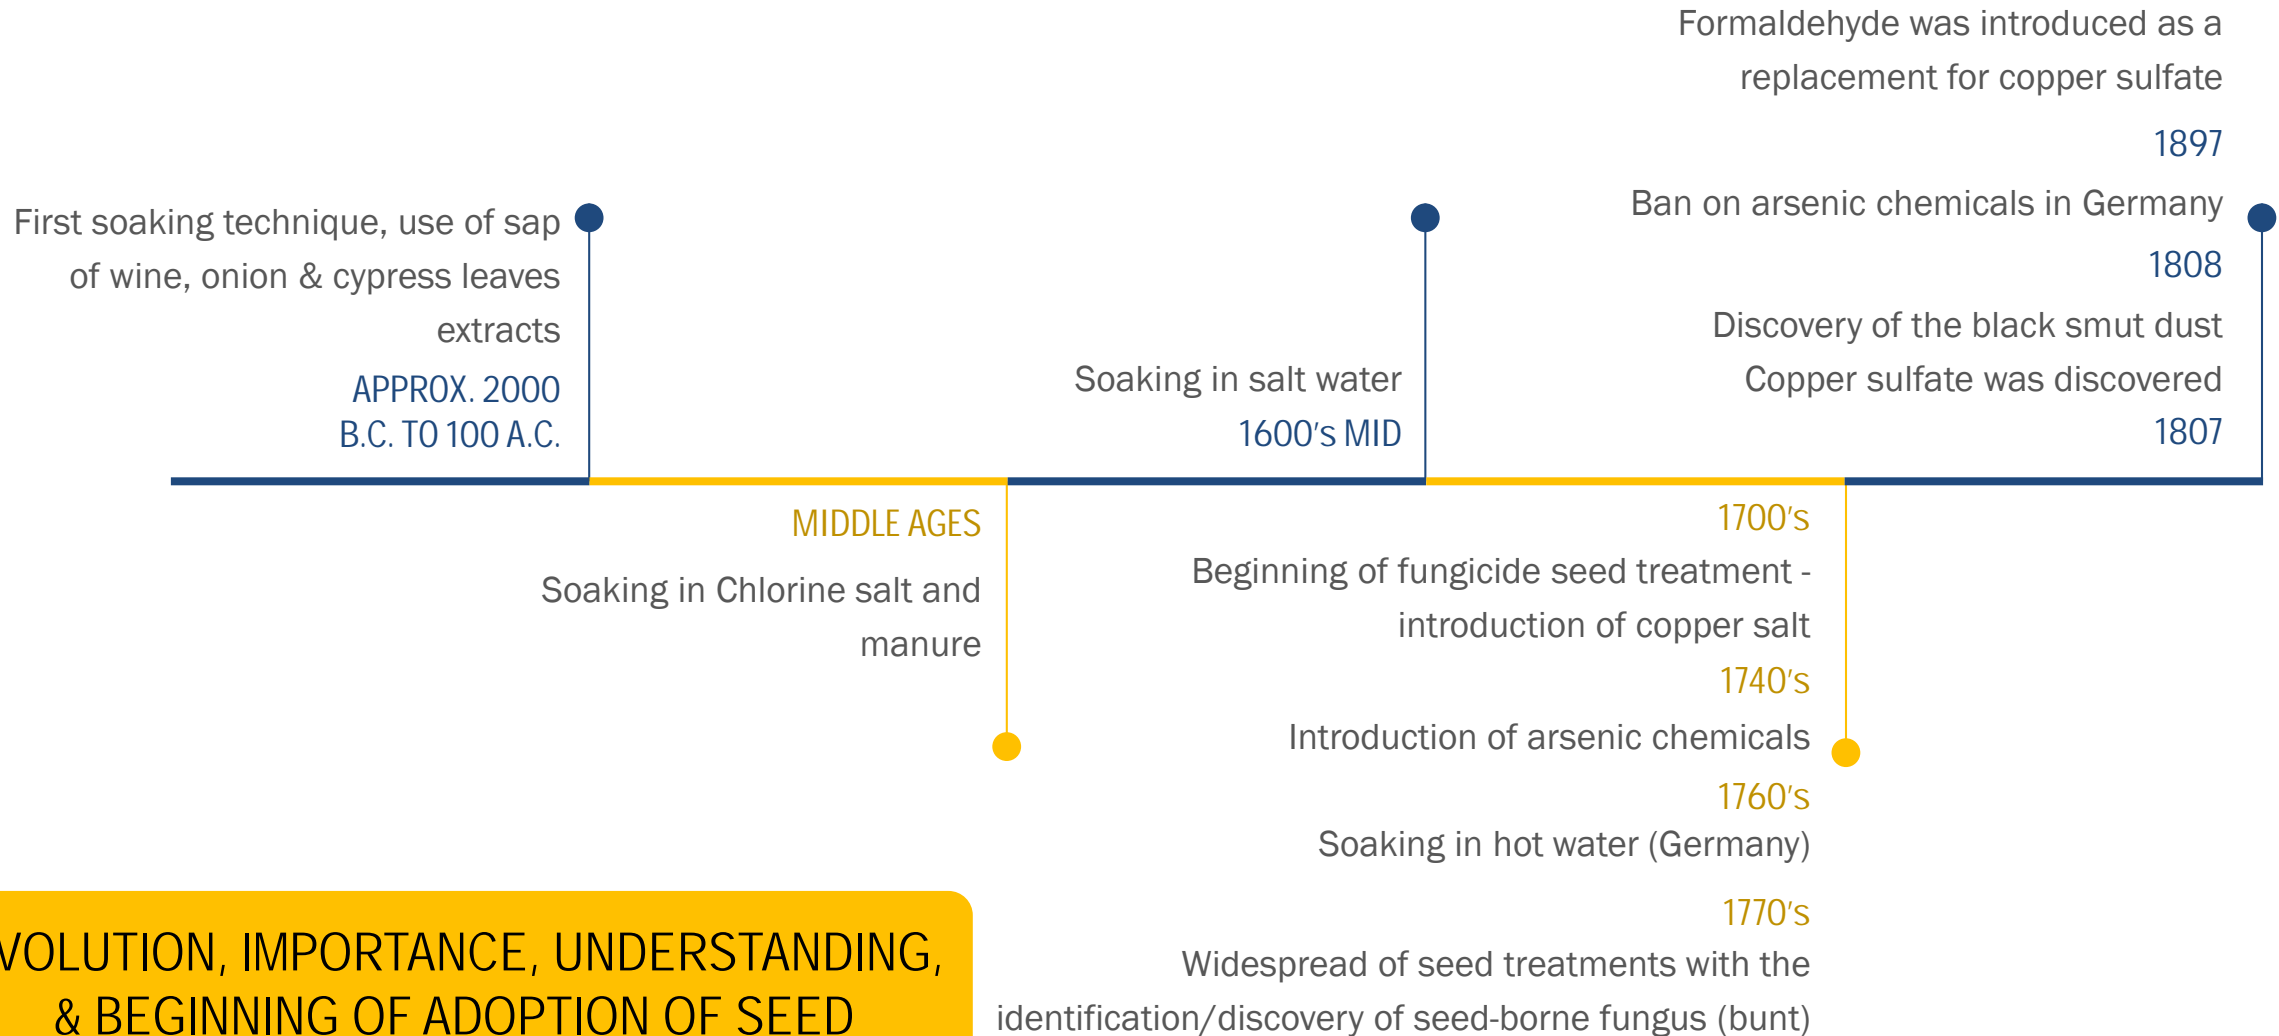 First soaking technique, use of sap
of wine, onion & cypress leaves
extracts
APPROX. 2000
B.C. TO 100 A.C.
MIDDLE AGES
Soaking in Chlorine salt and
manure
Soaking in salt water
1600's MID
1700's
Beginning of fungicide seed treatment -
introduction of copper salt
1740's
Introduction of arsenic chemicals
1760's
Soaking in hot water (Germany)
1770's
Widespread of seed treatments with the
identification/discovery of seed-borne fungus (bunt)
Formaldehyde was introduced as a
replacement for copper sulfate
1897
Ban on arsenic chemicals in Germany
1808
Discovery of the black smut dust
Copper sulfate was discovered
1807
VOLUTION, IMPORTANCE, UNDERSTANDING,
& BEGINNING OF ADOPTION OF SEED